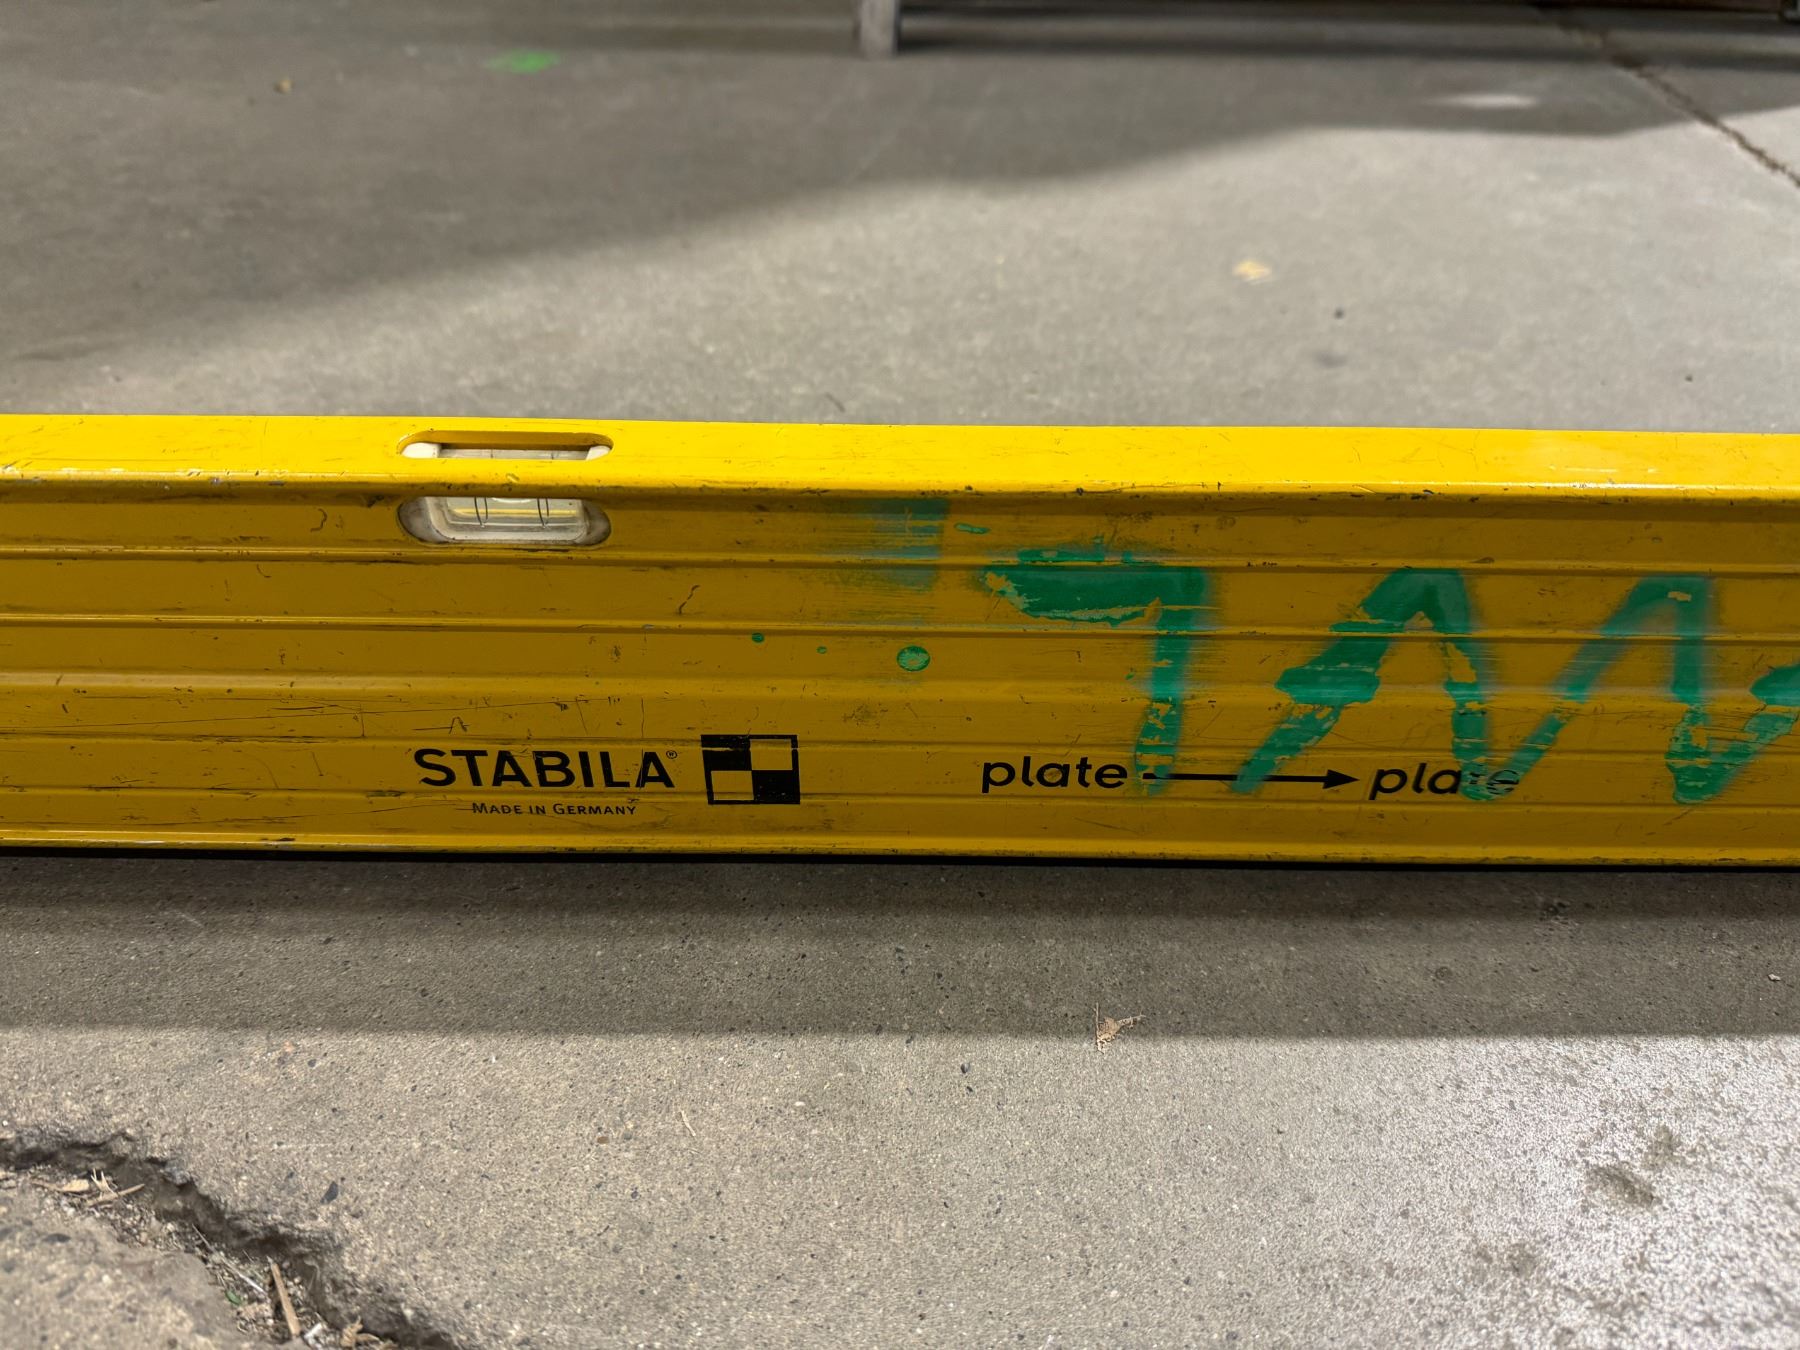 STABILA®
MADE IN GERMANY
plate → plate